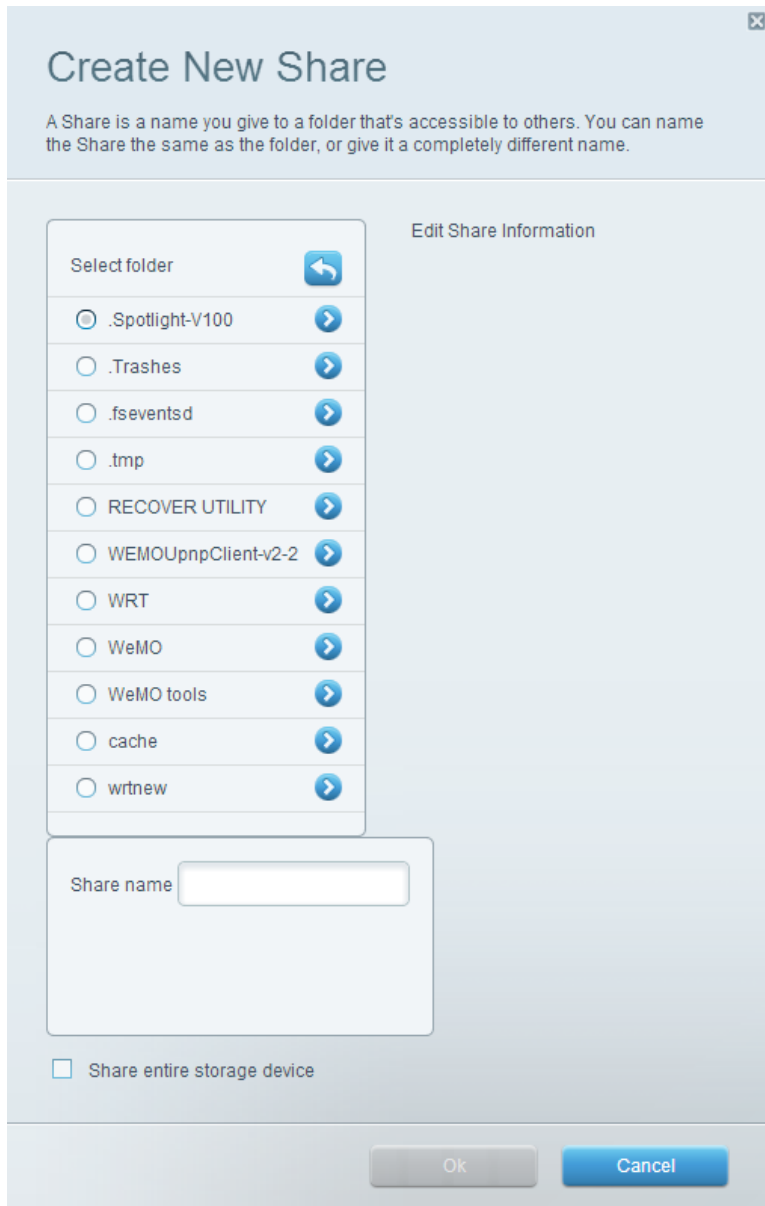 Create New Share
A Share is a name you give to a folder that's accessible to others. You can name
the Share the same as the folder, or give it a completely different name.
Edit Share Information
Select folder
.Spotlight-V100
.Trashes
.fseventsd
.tmp
RECOVER UTILITY
WEMOUpnpClient-v2-2
WRT
WeMO
WeMO tools
cache
wrtnew
Share name
Share entire storage device
Ok
Cancel